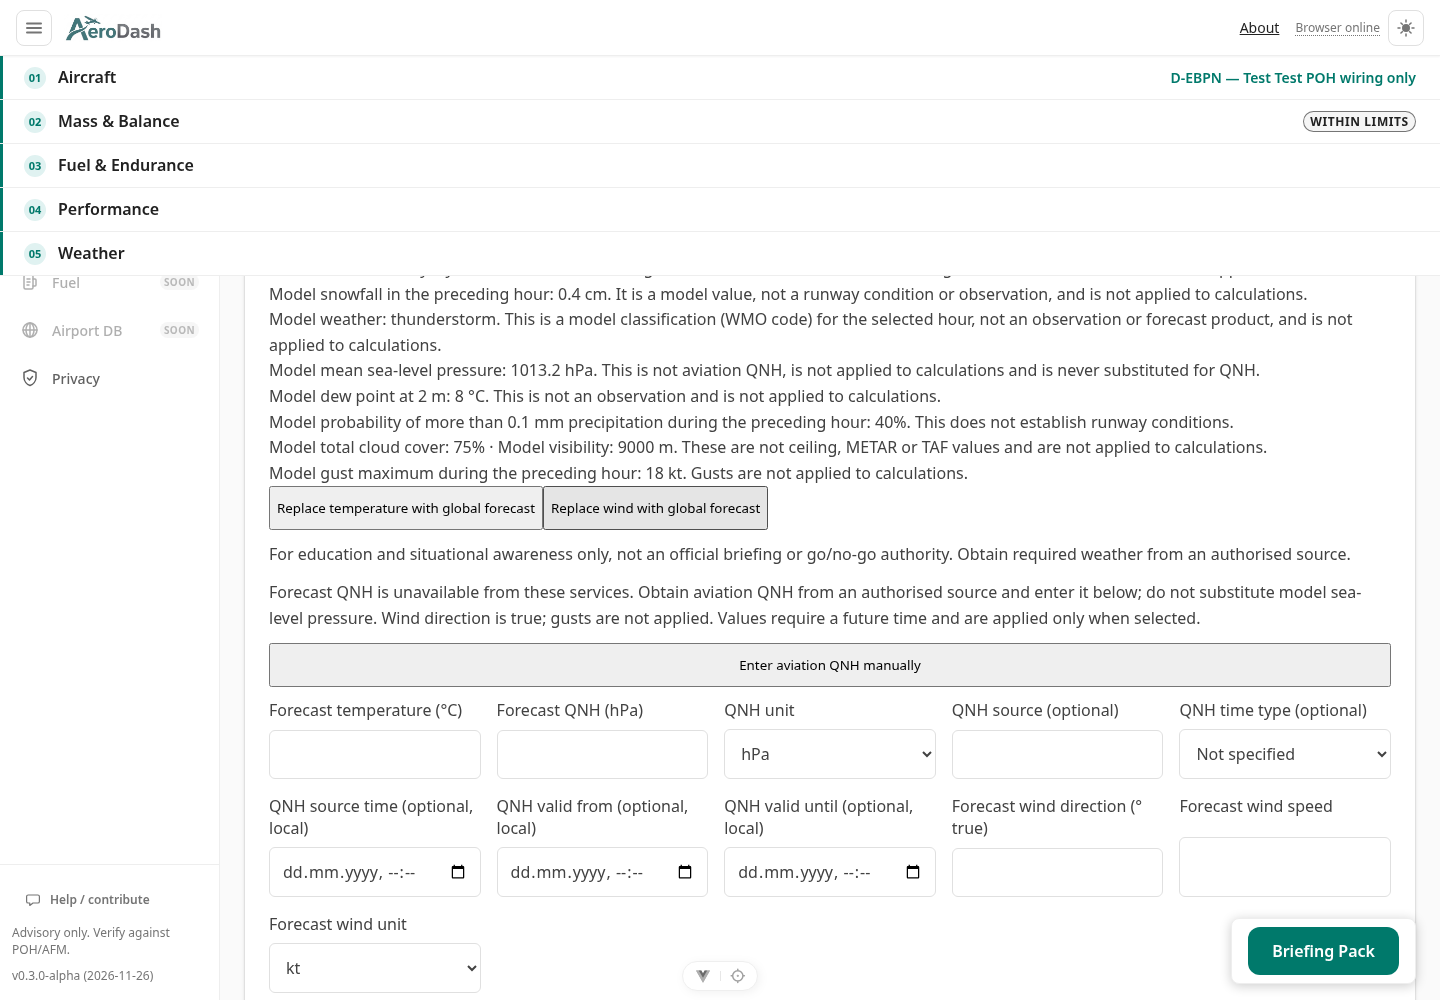 AeroDash
About
Browser online
01 Aircraft
D-EBPN — Test Test POH wiring only
02 Mass & Balance
WITHIN LIMITS
03 Fuel & Endurance
04 Performance
05 Weather
Fuel SOON
Airport DB SOON
Privacy
Model snowfall in the preceding hour: 0.4 cm. It is a model value, not a runway condition or observation, and is not applied to calculations.
Model weather: thunderstorm. This is a model classification (WMO code) for the selected hour, not an observation or forecast product, and is not
applied to calculations.
Model mean sea-level pressure: 1013.2 hPa. This is not aviation QNH, is not applied to calculations and is never substituted for QNH.
Model dew point at 2 m: 8 °C. This is not an observation and is not applied to calculations.
Model probability of more than 0.1 mm precipitation during the preceding hour: 40%. This does not establish runway conditions.
Model total cloud cover: 75% · Model visibility: 9000 m. These are not ceiling, METAR or TAF values and are not applied to calculations.
Model gust maximum during the preceding hour: 18 kt. Gusts are not applied to calculations.
Replace temperature with global forecast
Replace wind with global forecast
For education and situational awareness only, not an official briefing or go/no-go authority. Obtain required weather from an authorised source.
Forecast QNH is unavailable from these services. Obtain aviation QNH from an authorised source and enter it below; do not substitute model sea-
level pressure. Wind direction is true; gusts are not applied. Values require a future time and are applied only when selected.
Enter aviation QNH manually
Forecast temperature (°C)
Forecast QNH (hPa)
QNH unit
hPa
QNH source (optional)
QNH time type (optional)
Not specified
QNH source time (optional,
local)
dd.mm.yyyy, --:--
QNH valid from (optional,
local)
dd.mm.yyyy, --:--
QNH valid until (optional,
local)
dd.mm.yyyy, --:--
Forecast wind direction (°
true)
Forecast wind speed
Forecast wind unit
kt
Briefing Pack
Help / contribute
Advisory only. Verify against
POH/AFM.
v0.3.0-alpha (2026-11-26)